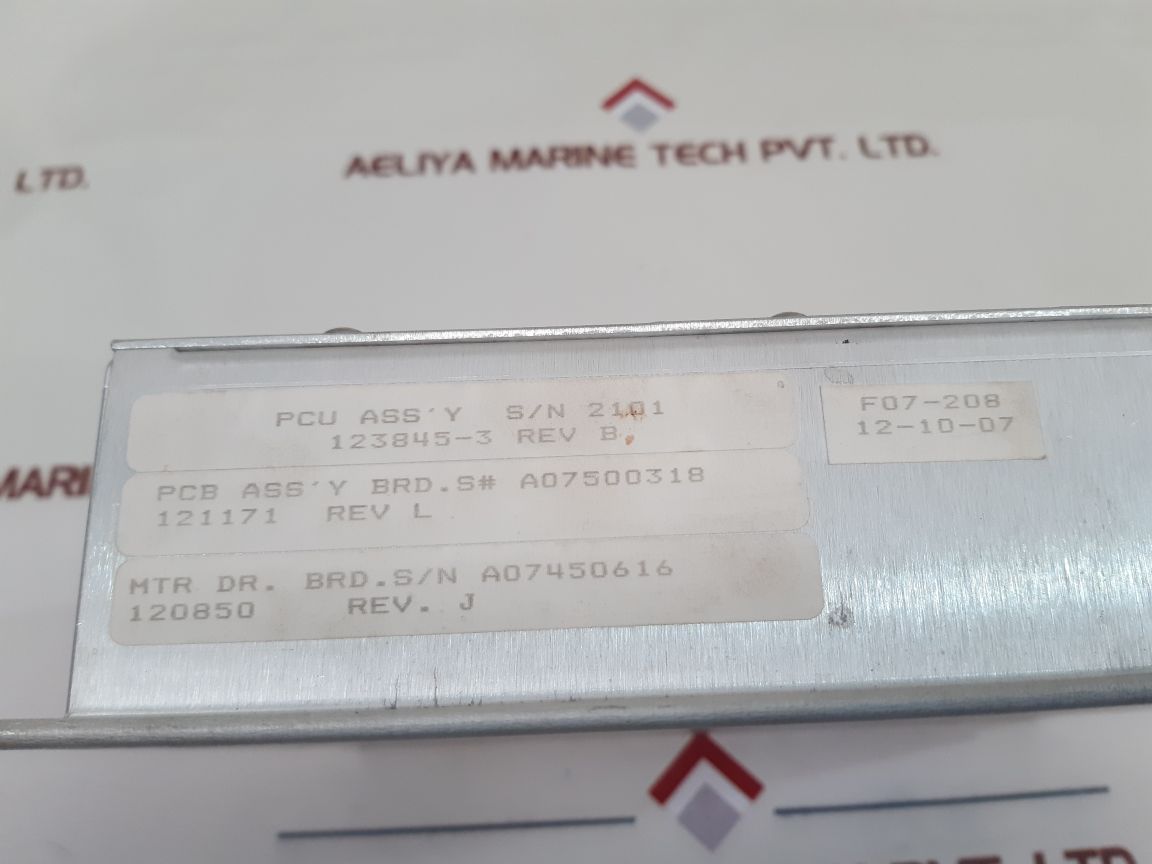 AELIYA MARINE TECH PVT. LTD.
LTD.
PCU ASS'Y S/N 2101
123845-3 REV B.
F07-208
12-10-07
MARI
PCB ASS'Y BRD.S# A07500318
121171 REV L
MTR DR. BRD.S/N A07450616
120850 REV. J